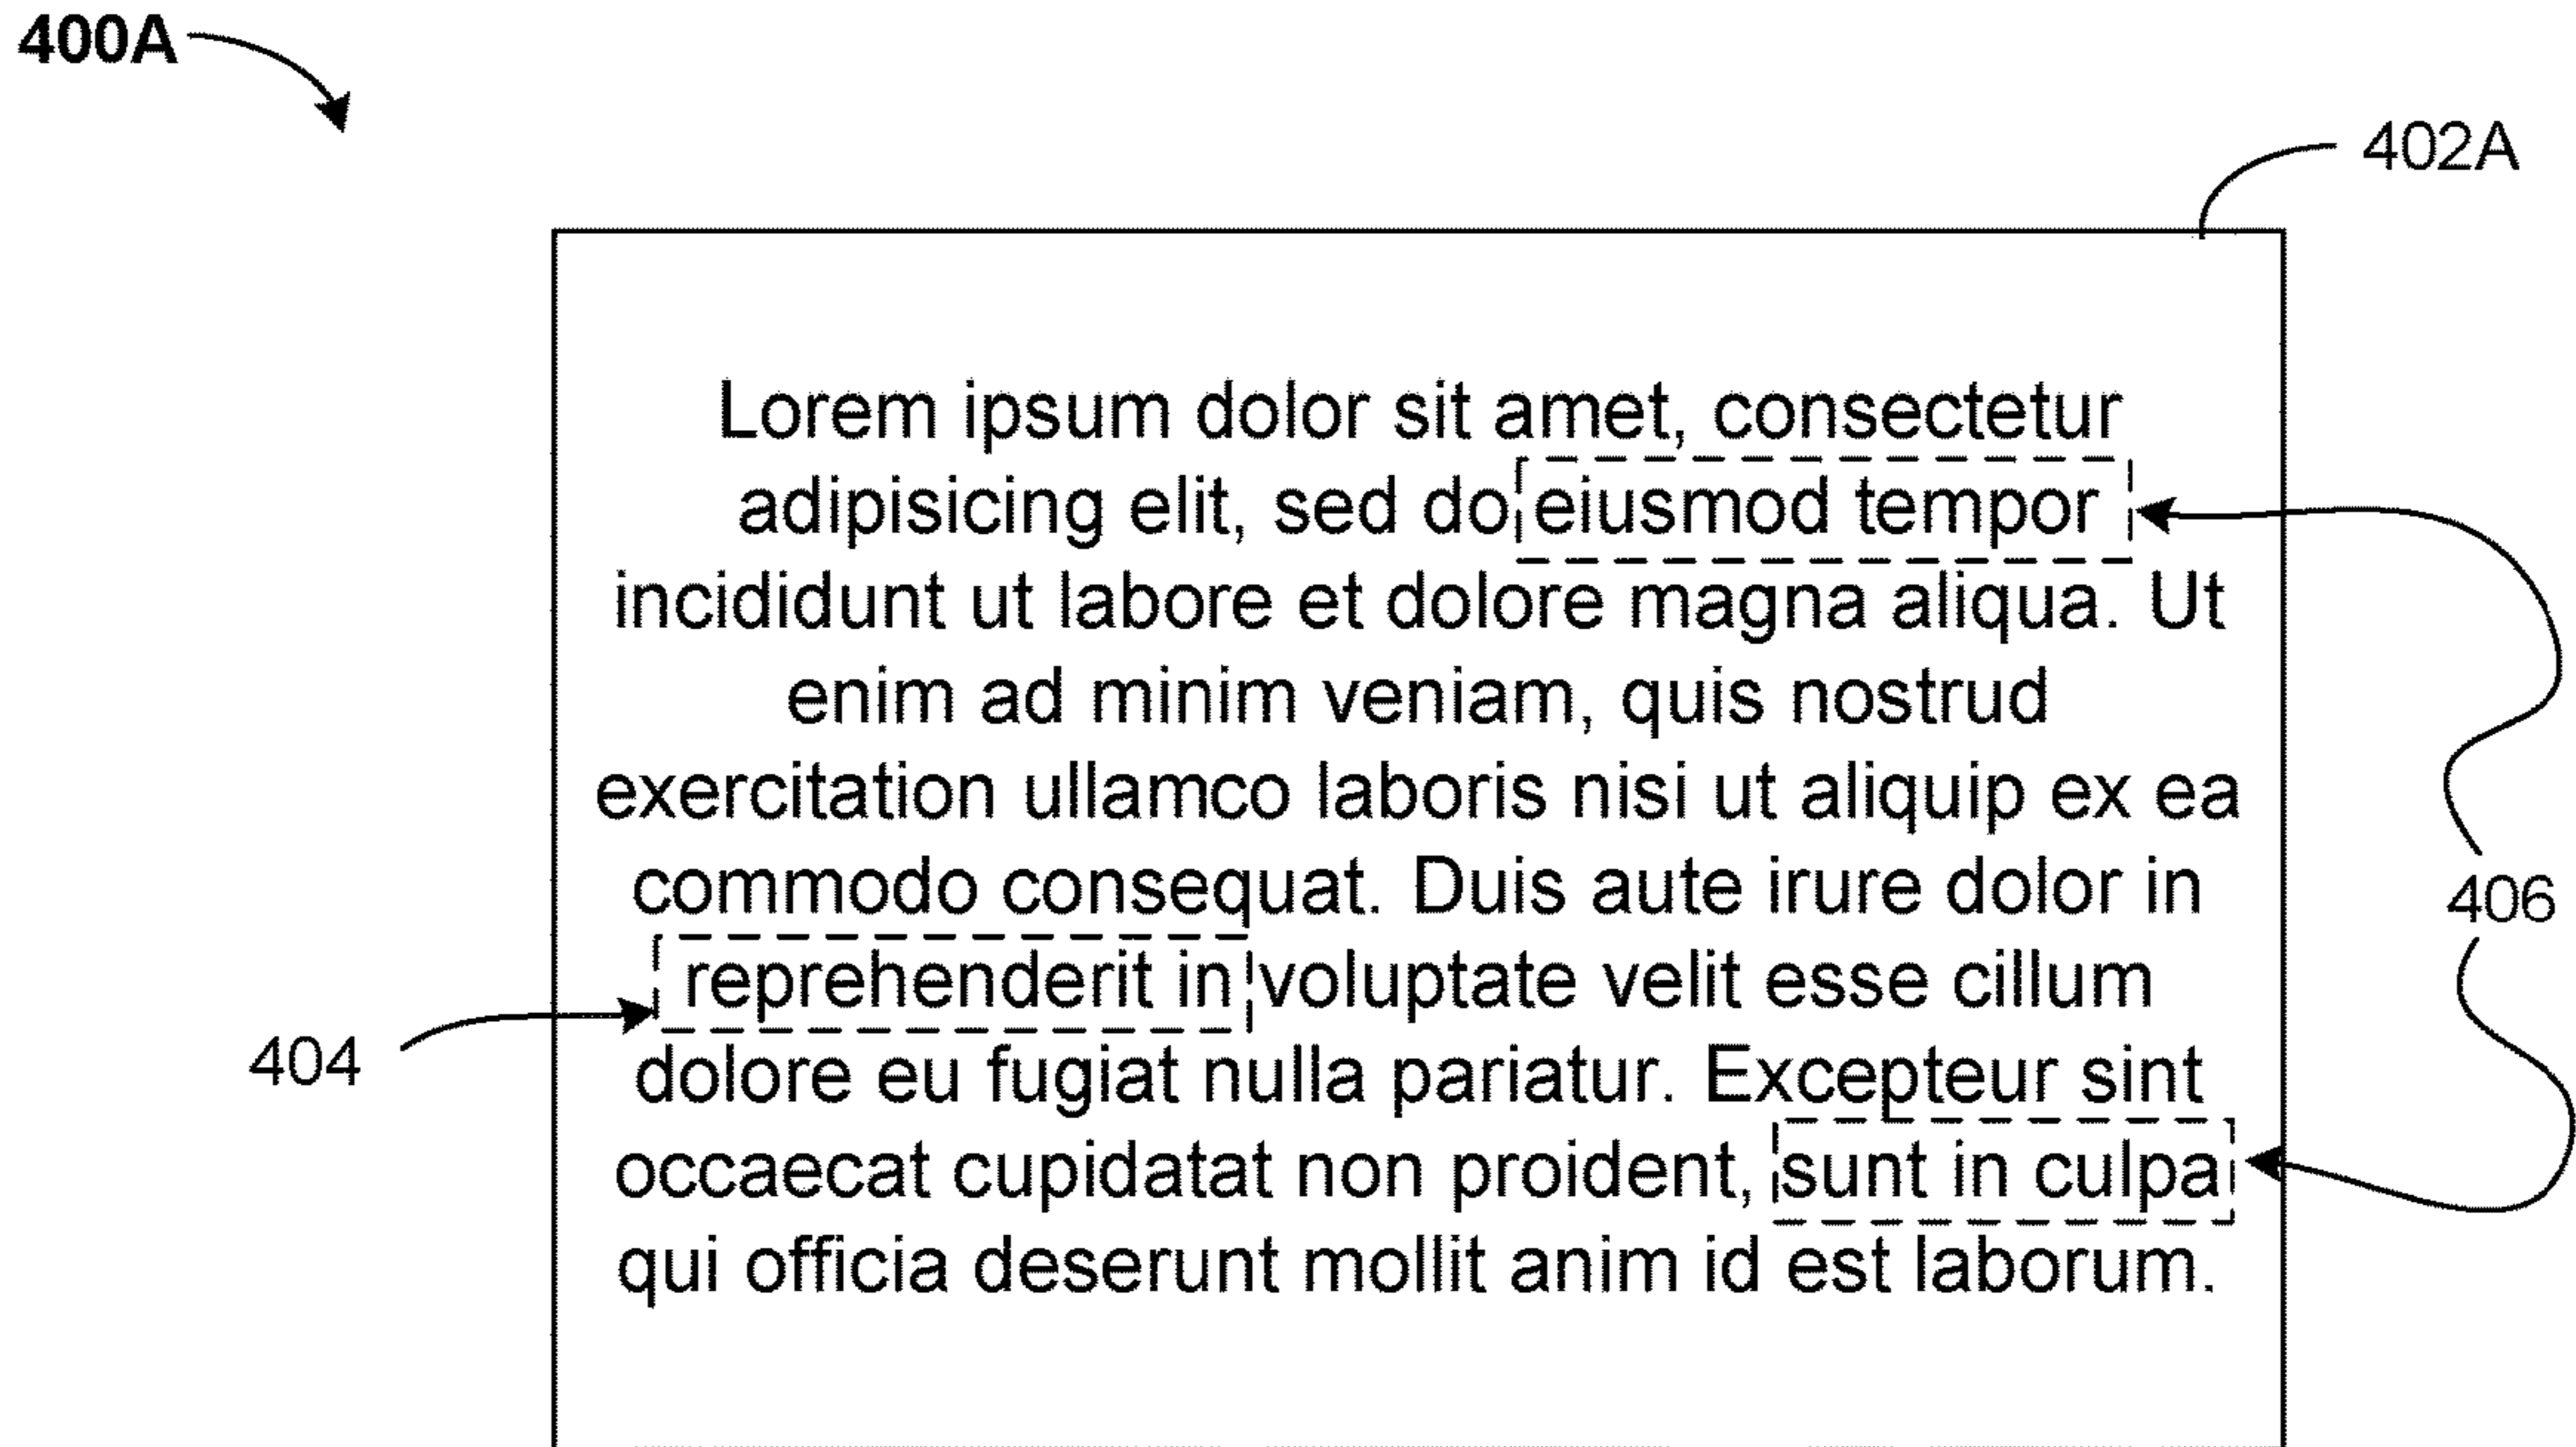 400A
402A
Lorem ipsum dolor sit amet, consectetur
adipisicing elit, sed do eiusmod tempor
incididunt ut labore et dolore magna aliqua. Ut
enim ad minim veniam, quis nostrud
exercitation ullamco laboris nisi ut aliquip ex ea
commodo consequat. Duis aute irure dolor in
406
reprehenderit in voluptate velit esse cillum
404
dolore eu fugiat nulla pariatur. Excepteur sint
occaecat cupidatat non proident, sunt in culpa
qui officia deserunt mollit anim id est laborum.